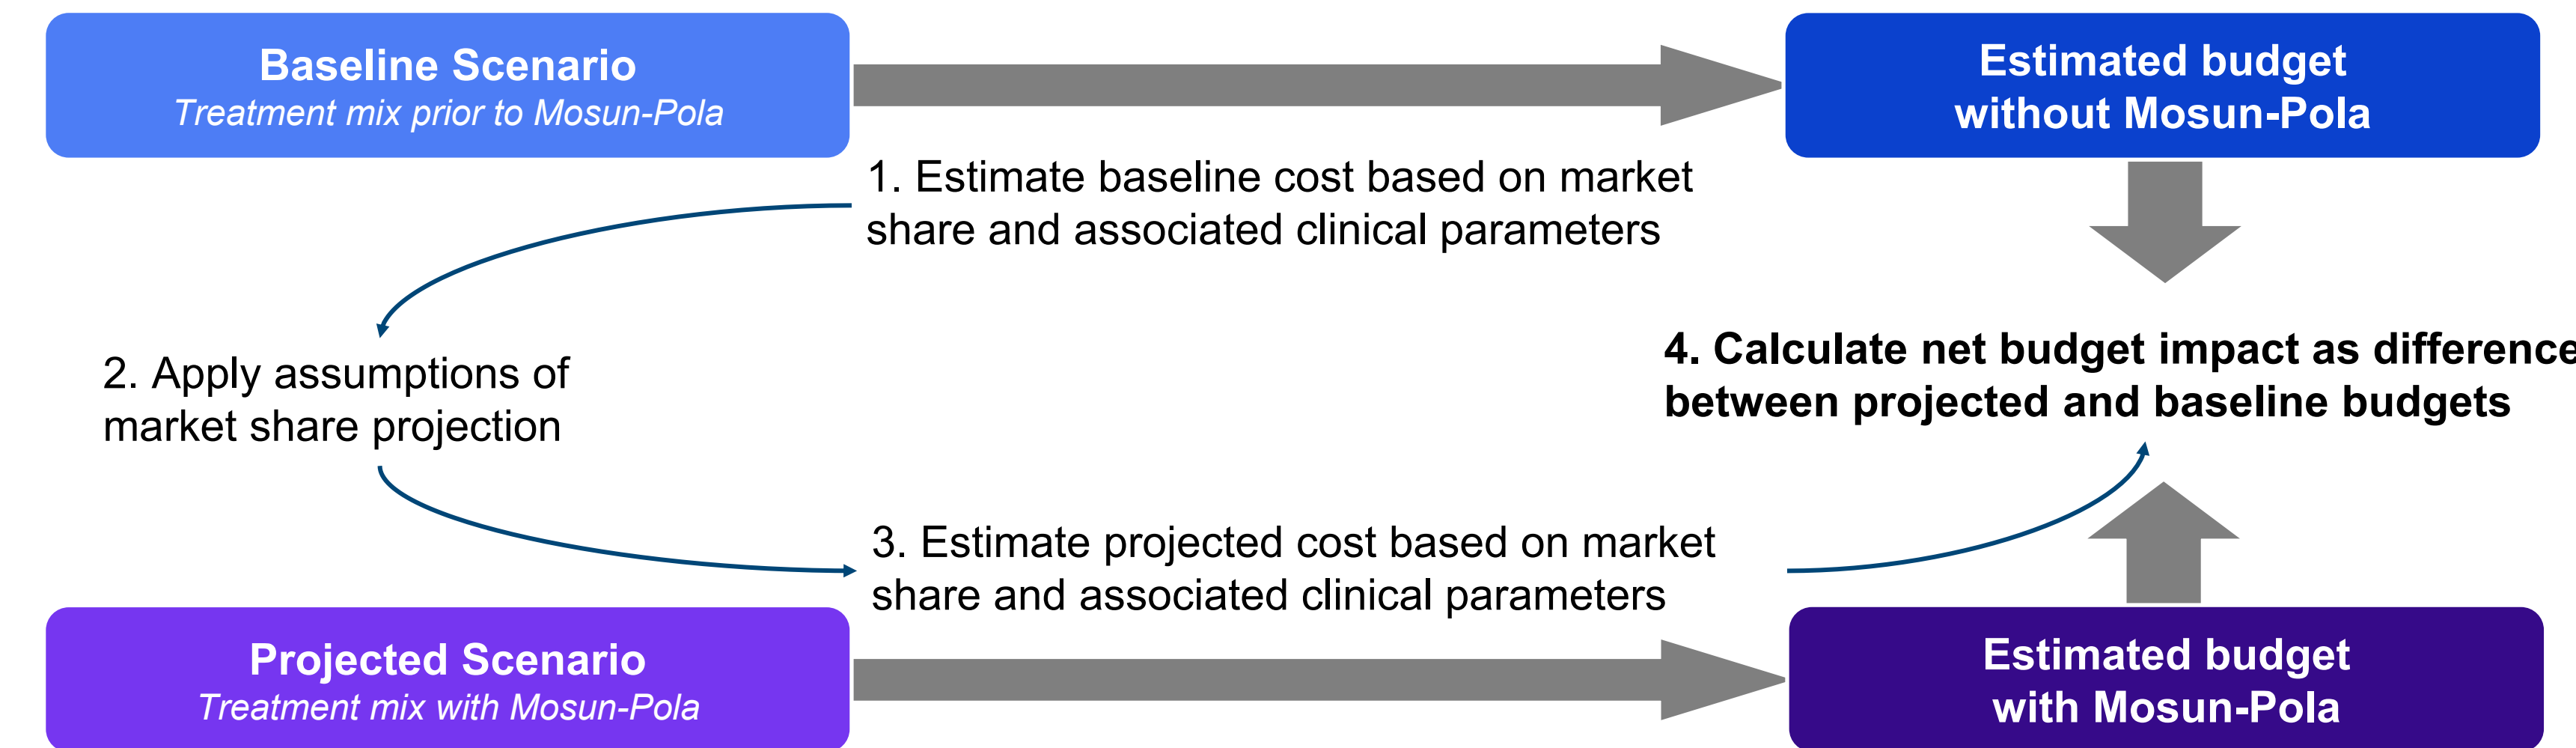 Baseline Scenario
Treatment mix prior to Mosun-Pola
Estimated budget
without Mosun-Pola
1. Estimate baseline cost based on market
share and associated clinical parameters
2. Apply assumptions of
market share projection
4. Calculate net budget impact as difference
between projected and baseline budgets
3. Estimate projected cost based on market
share and associated clinical parameters
Projected Scenario
Treatment mix with Mosun-Pola
Estimated budget
with Mosun-Pola